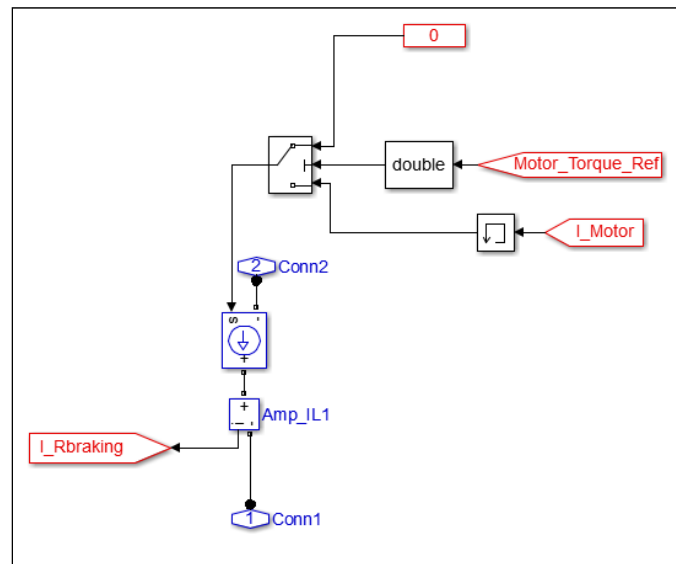 0
double
Motor_Torque_Ref
I_Motor
2
Conn2
s
-
+
+
Amp_IL1
I
-
I_Rbraking
1
Conn1